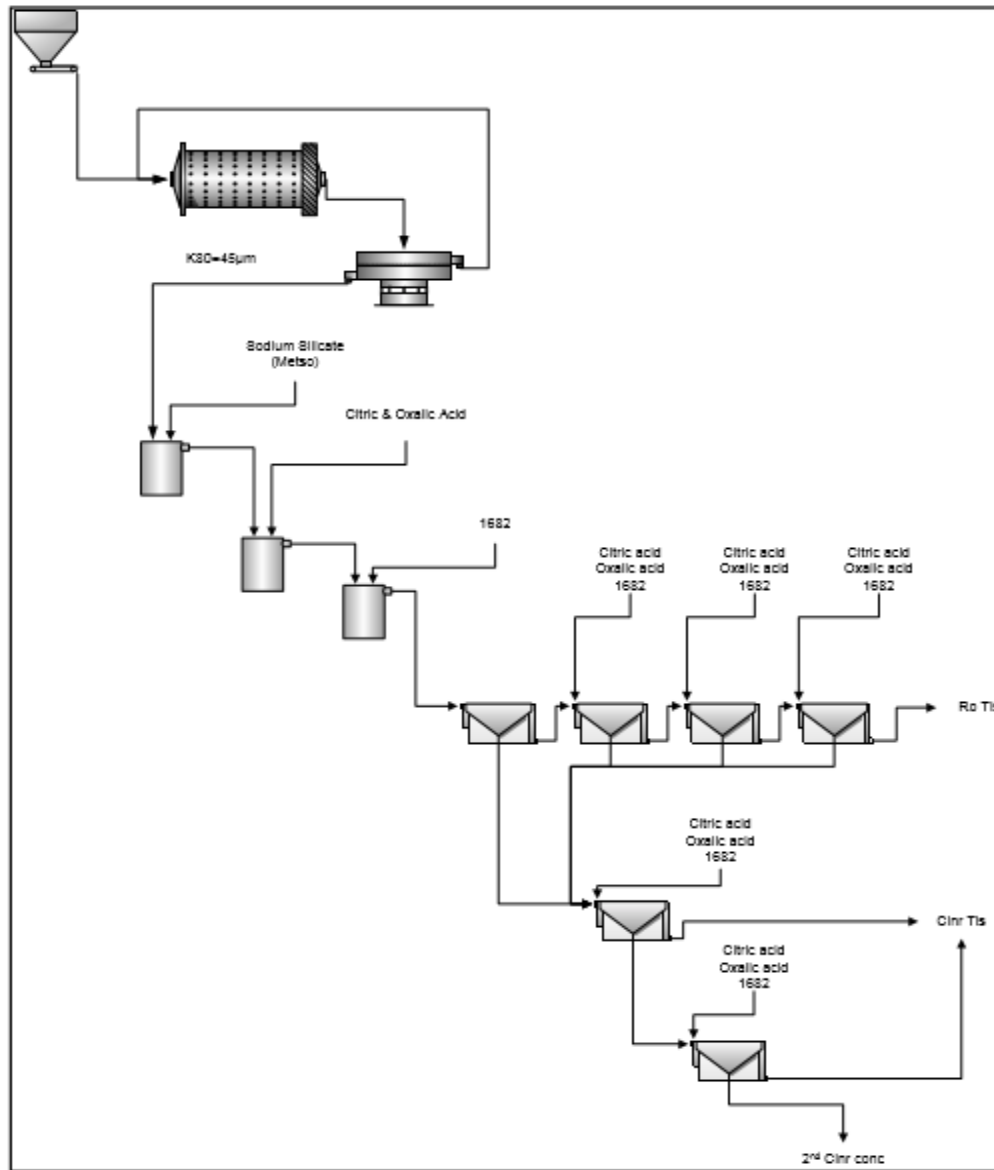 K80=45µm
Sodium Silicate
(Metso)
Citric & Oxalic Acid
1682
Citric acid
Oxalic acid
1682
Citric acid
Oxalic acid
1682
Citric acid
Oxalic acid
1682
Ro Tls
Citric acid
Oxalic acid
1682
Clnr Tls
Citric acid
Oxalic acid
1682
2nd Clnr conc